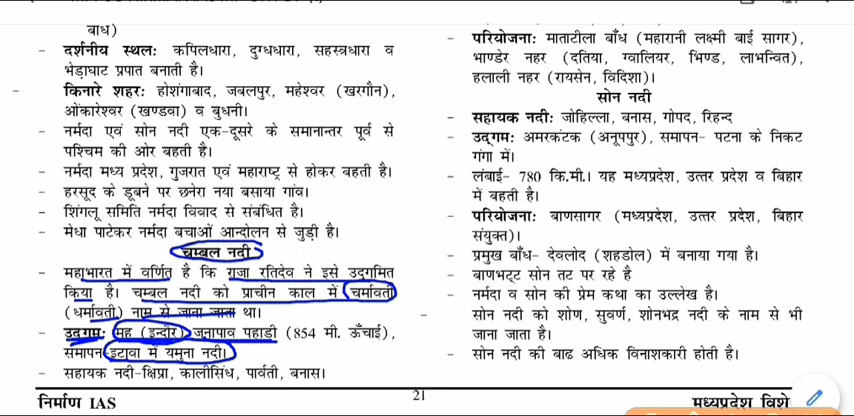 बाध)
- दर्शनीय स्थल: कपिलधारा, दुग्धधारा, सहस्त्रधारा व
भेड़ाघाट प्रपात बनाती है।
- किनारे शहर: होशंगाबाद, जबलपुर, महेश्वर (खरगौन),
ओंकारेश्वर (खण्डवा) व बुधनी।
- नर्मदा एवं सोन नदी एक-दूसरे के समानान्तर पूर्व से
पश्चिम की ओर बहती है।
- नर्मदा मध्य प्रदेश, गुजरात एवं महाराष्ट्र से होकर बहती है।
- हरसूद के डूबने पर छनेरा नया बसाया गांव।
- शिंगलू समिति नर्मदा विवाद से संबंधित है।
- मेधा पाटेकर नर्मदा बचाओं आन्दोलन से जुड़ी है।
चम्बल नदी
- महाभारत में वर्णित है कि राजा रतिदेव ने इसे उद्गमित
किया है। चम्बल नदी को प्राचीन काल में चर्मावती
(धर्मावती) नाम से जाना जाता था।
- उद्गम: मह (इन्दौर) जनापाव पहाडी (854 मी. ऊँचाई),
समापन-इटावा में यमुना नदी।
- सहायक नदी-क्षिप्रा, कालीसिंध, पार्वती, बनास।
- परियोजना: माताटीला बाँध (महारानी लक्ष्मी बाई सागर),
भाण्डेर नहर (दतिया, ग्वालियर, भिण्ड, लाभन्वित),
हलाली नहर (रायसेन, विदिशा)।
सोन नदी
- सहायक नदी: जोहिल्ला, बनास, गोपद, रिहन्द
- उद्गम: अमरकंटक (अनूपपुर), समापन- पटना के निकट
गंगा में।
- लंबाई- 780 कि.मी.। यह मध्यप्रदेश, उत्तर प्रदेश व बिहार
में बहती है।
- परियोजना: बाणसागर (मध्यप्रदेश, उत्तर प्रदेश, बिहार
संयुक्त)।
- प्रमुख बाँध- देवलोद (शहडोल) में बनाया गया है।
- बाणभट्ट सोन तट पर रहे है
- नर्मदा व सोन की प्रेम कथा का उल्लेख है।
- सोन नदी को शोण, सुवर्ण, शोनभद्र नदी के नाम से भी
जाना जाता है।
- सोन नदी की बाढ अधिक विनाशकारी होती है।
निर्माण IAS
21
मध्यप्रदेश विशे